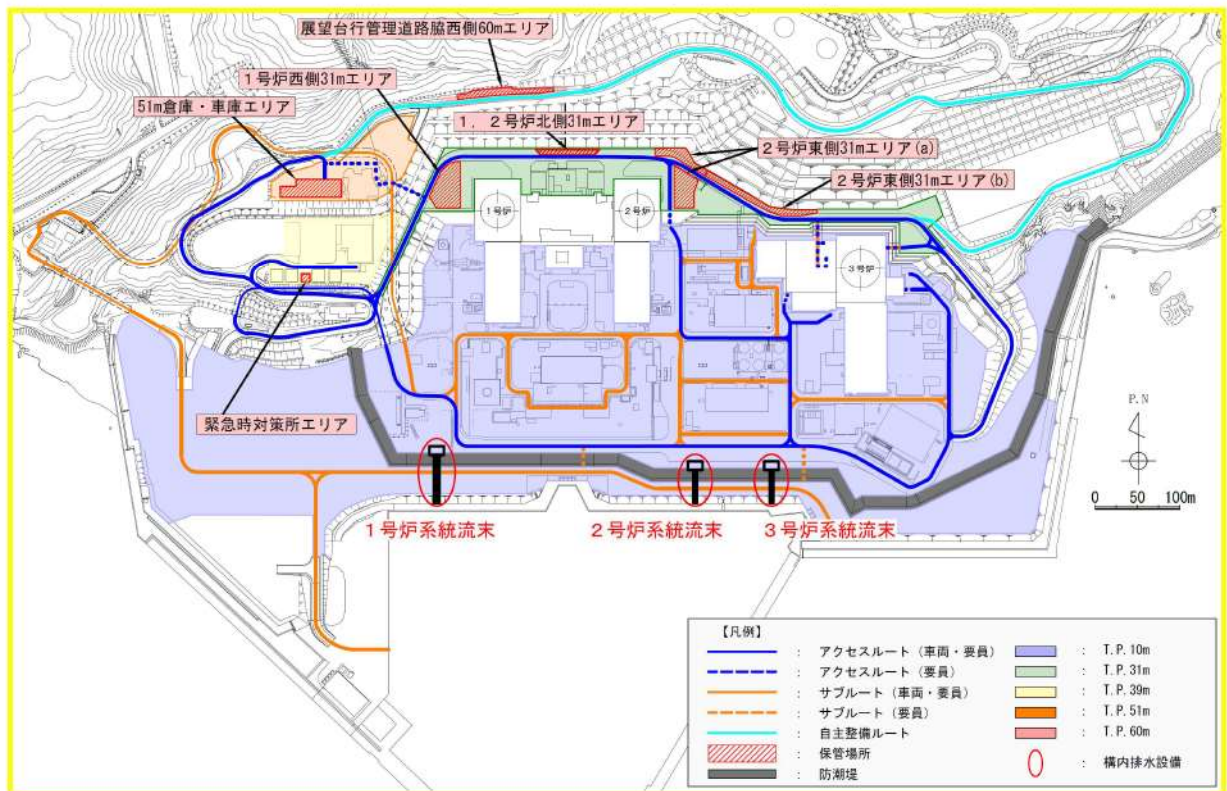 展望台行管理道路脇西側60mエリア
1号炉西側31mエリア
51m倉庫・車庫エリア
1．2号炉北側31mエリア
2号炉東側31mエリア(a)
2号炉東側31mエリア(b)
1号炉
2号炉
3号炉
緊急時対策所エリア
P.N
0 50 100m
1号炉系統流末
2号炉系統流末
3号炉系統流末
【凡例】
： アクセスルート（車両・要員）
： アクセスルート（要員）
： サブルート（車両・要員）
： サブルート（要員）
： 自主整備ルート
： 保管場所
： 防潮堤
： T.P.10m
： T.P.31m
： T.P.39m
： T.P.51m
： T.P.60m
： 構内排水設備